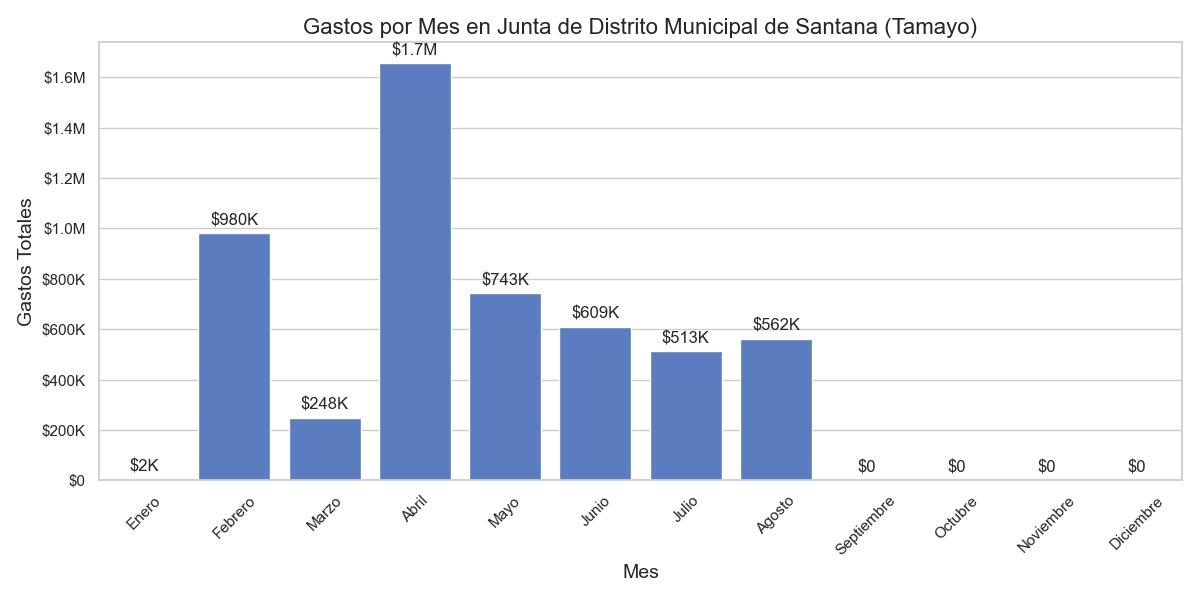 Gastos por Mes en Junta de Distrito Municipal de Santana (Tamayo)
Gastos Totales
$1.6M
$1.4M
$1.2M
$1.0M
$800K
$600K
$400K
$200K
$0
$2K
$980K
$248K
$1.7M
$743K
$609K
$513K
$562K
$0
$0
$0
$0
Enero
Febrero
Marzo
Abril
Mayo
Junio
Julio
Agosto
Septiembre
Octubre
Noviembre
Diciembre
Mes